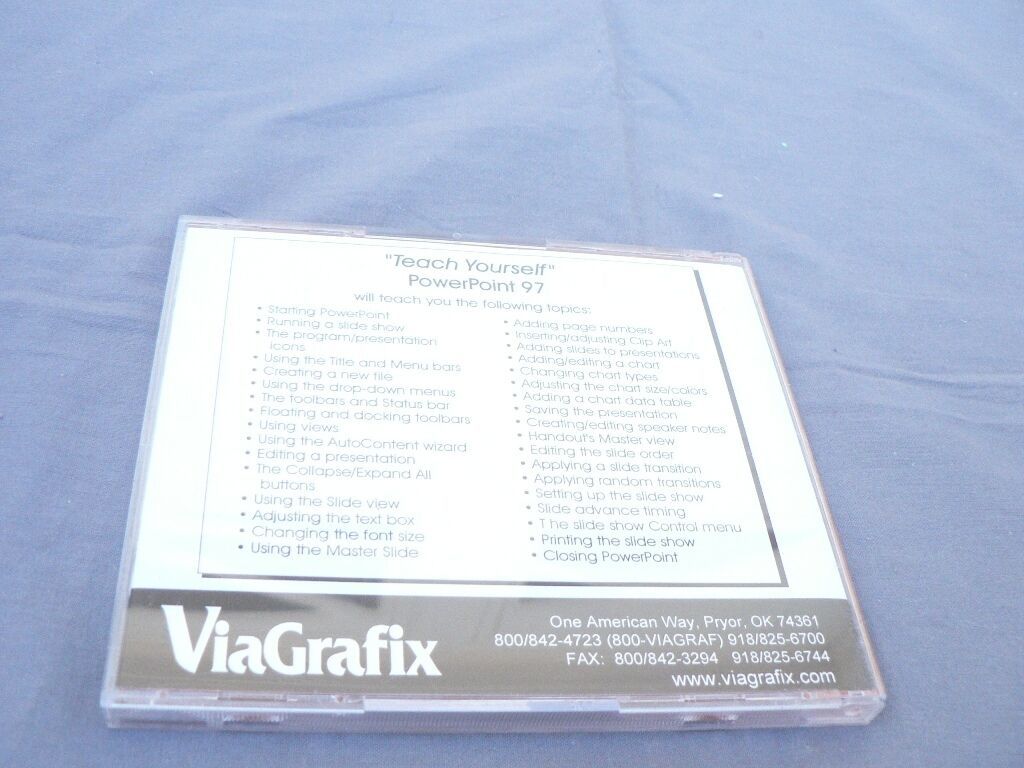 "Teach Yourself"
PowerPoint 97
will teach you the following topics:
• Starting PowerPoint
• Running a slide show
• The program/presentation
icons
• Using the Title and Menu bars
• Creating a new file
• Using the drop-down menus
• The toolbars and Status bar
• Floating and docking toolbars
• Using views
• Using the AutoContent wizard
• Editing a presentation
• The Collapse/Expand All
buttons
• Using the Slide view
• Adjusting the text box
• Changing the font size
• Using the Master Slide
• Adding page numbers
• Inserting/adjusting Clip Art
• Adding slides to presentations
• Adding/editing a chart
• Changing chart types
• Adjusting the chart size/colors
• Adding a chart data table
• Saving the presentation
• Creating/editing speaker notes
• Handout's Master view
• Editing the slide order
• Applying a slide transition
• Applying random transitions
• Setting up the slide show
• Slide advance timing
• The slide show Control menu
• Printing the slide show
• Closing PowerPoint
ViaGrafix
One American Way, Pryor, OK 74361
800/842-4723 (800-VIAGRAF) 918/825-6700
FAX: 800/842-3294 918/825-6744
www.viagrafix.com